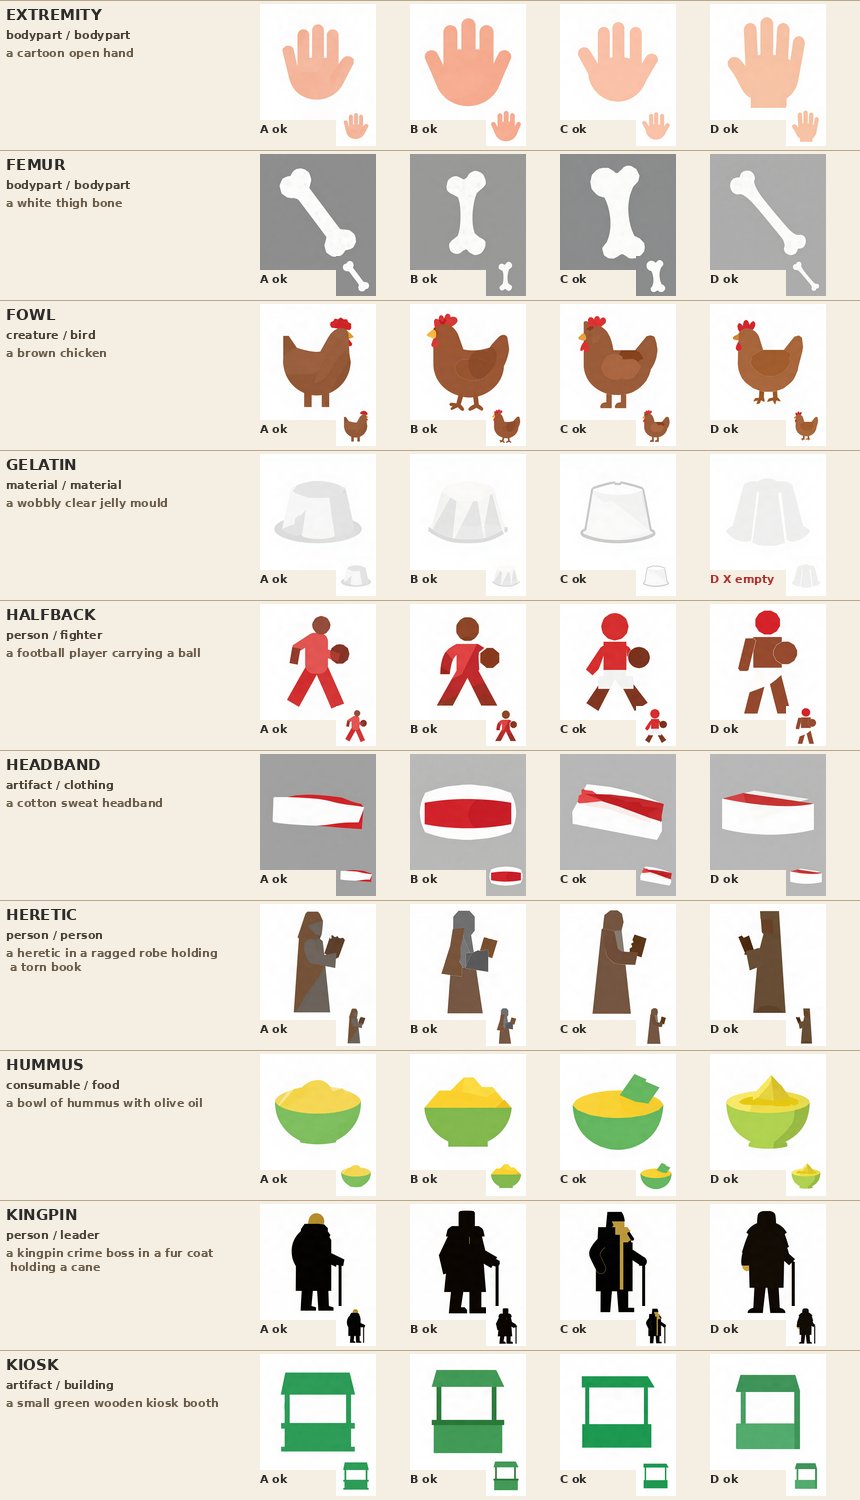 EXTREMITY
bodypart / bodypart
a cartoon open hand
A ok
B ok
C ok
D ok
FEMUR
bodypart / bodypart
a white thigh bone
A ok
B ok
C ok
D ok
FOWL
creature / bird
a brown chicken
A ok
B ok
C ok
D ok
GELATIN
material / material
a wobbly clear jelly mould
A ok
B ok
C ok
D X empty
HALFBACK
person / fighter
a football player carrying a ball
A ok
B ok
C ok
D ok
HEADBAND
artifact / clothing
a cotton sweat headband
A ok
B ok
C ok
D ok
HERETIC
person / person
a heretic in a ragged robe holding
a torn book
A ok
B ok
C ok
D ok
HUMMUS
consumable / food
a bowl of hummus with olive oil
A ok
B ok
C ok
D ok
KINGPIN
person / leader
a kingpin crime boss in a fur coat
holding a cane
A ok
B ok
C ok
D ok
KIOSK
artifact / building
a small green wooden kiosk booth
A ok
B ok
C ok
D ok